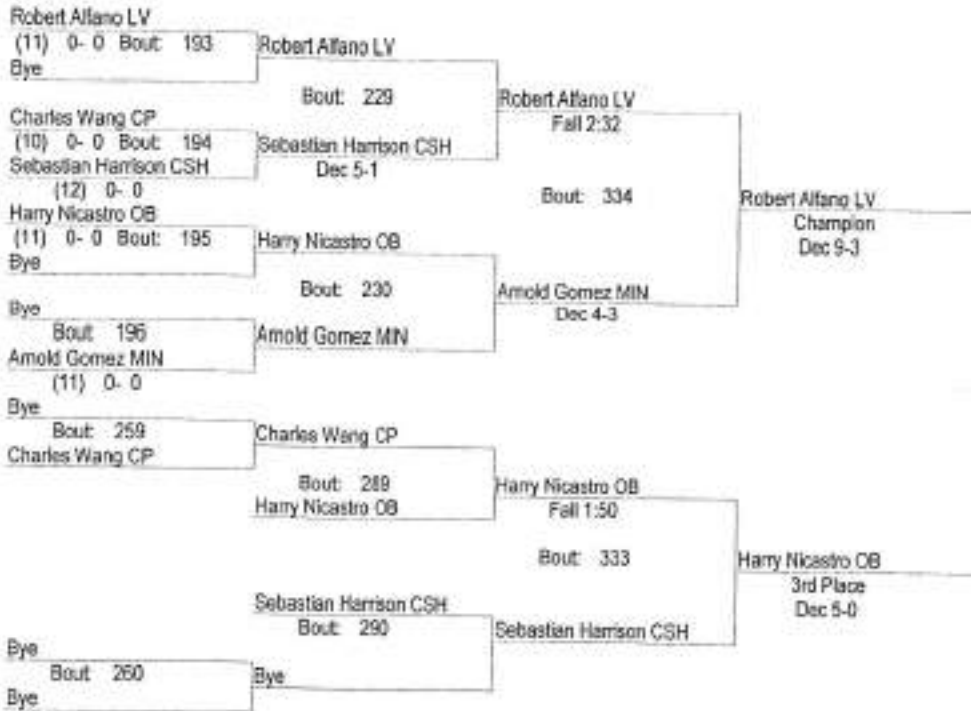 Robert Alfano LV
(11) 0- 0 Bout: 193
Bye
Robert Alfano LV
Bout: 229
Charles Wang CP
(10) 0- 0 Bout: 194
Sebastian Harrison CSH
(12) 0- 0
Sebastian Harrison CSH
Dec 5-1
Robert Alfano LV
Fall 2:32
Harry Nicastro OB
(11) 0- 0 Bout: 195
Bye
Harry Nicastro OB
Bout: 230
Bye
Bout: 196
Arnold Gomez MIN
(11) 0- 0
Arnold Gomez MIN
Arnold Gomez MIN
Dec 4-3
Bout: 334
Robert Alfano LV
Champion
Dec 9-3
Bye
Bout: 259
Charles Wang CP
Charles Wang CP
Bout: 289
Harry Nicastro OB
Harry Nicastro OB
Fall 1:50
Bout: 333
Sebastian Harrison CSH
Bout: 290
Bye
Bout: 260
Bye
Bye
Sebastian Harrison CSH
Harry Nicastro OB
3rd Place
Dec 5-0